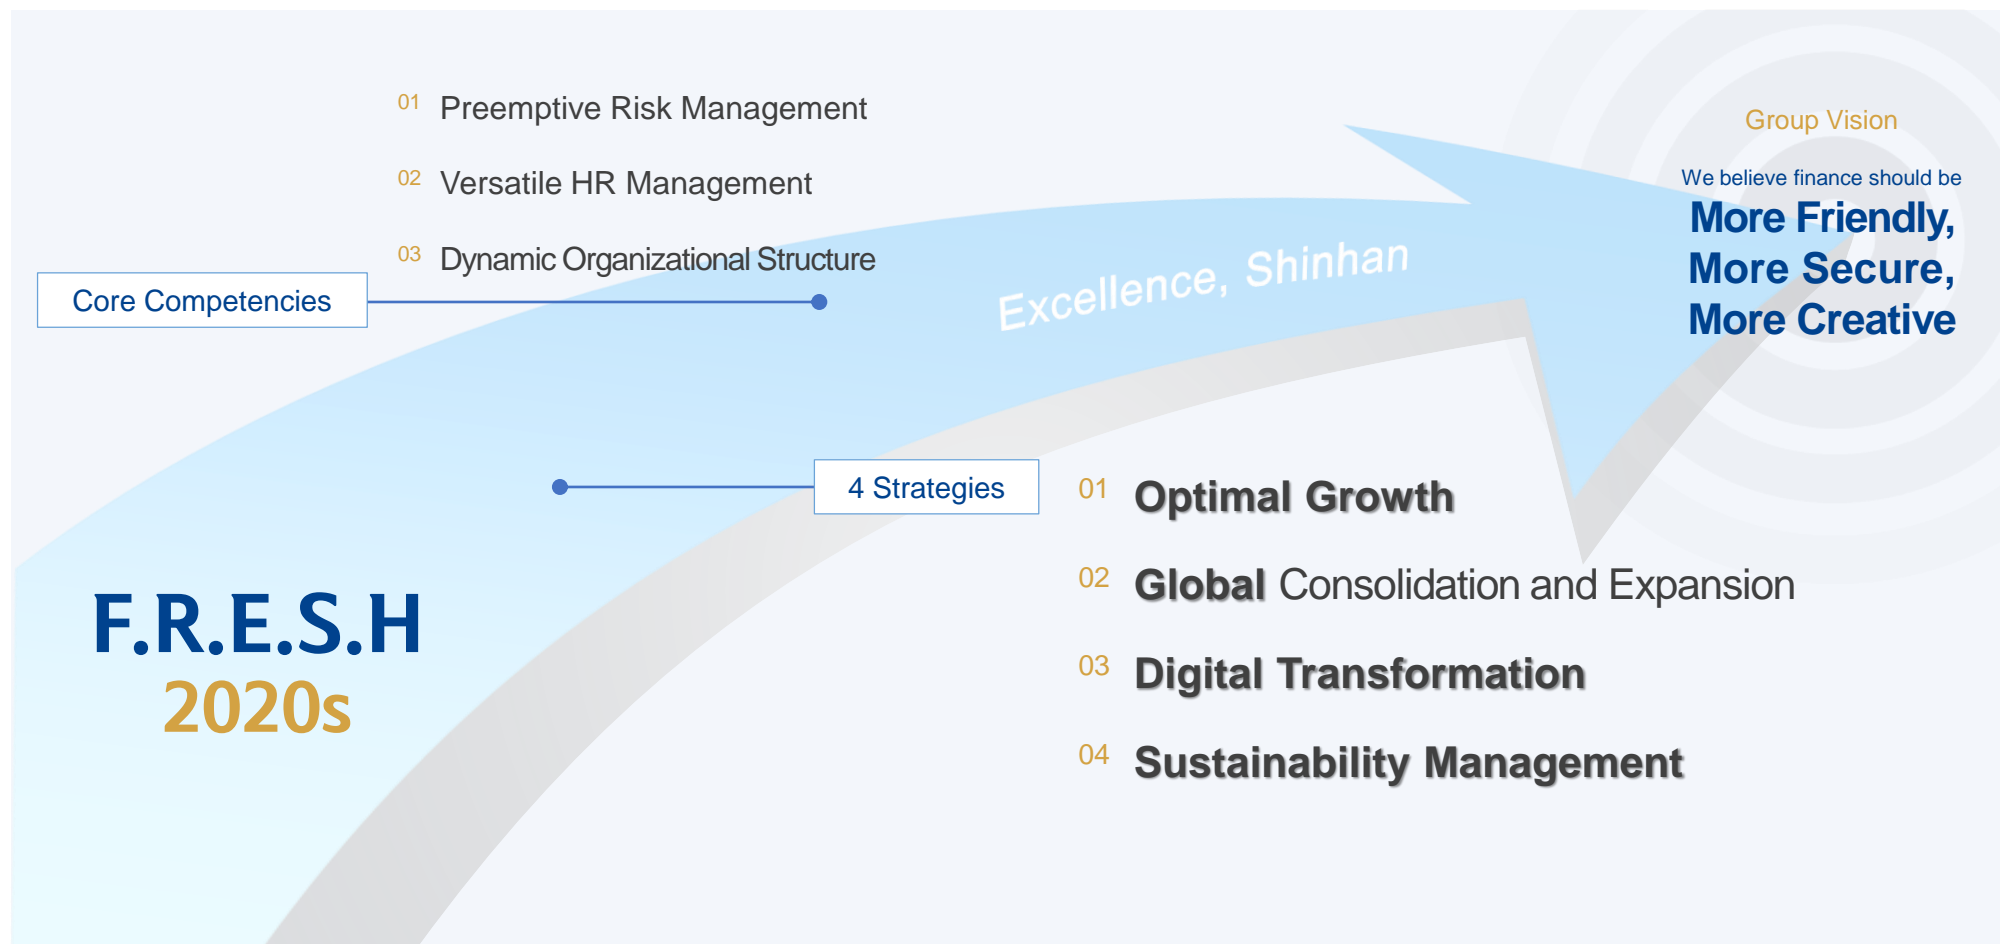 01 Preemptive Risk Management
02 Versatile HR Management
03 Dynamic Organizational Structure
Core Competencies
Excellence, Shinhan
Group Vision
We believe finance should be
More Friendly,
More Secure,
More Creative
4 Strategies
01 Optimal Growth
02 Global Consolidation and Expansion
03 Digital Transformation
04 Sustainability Management
F.R.E.S.H
2020s